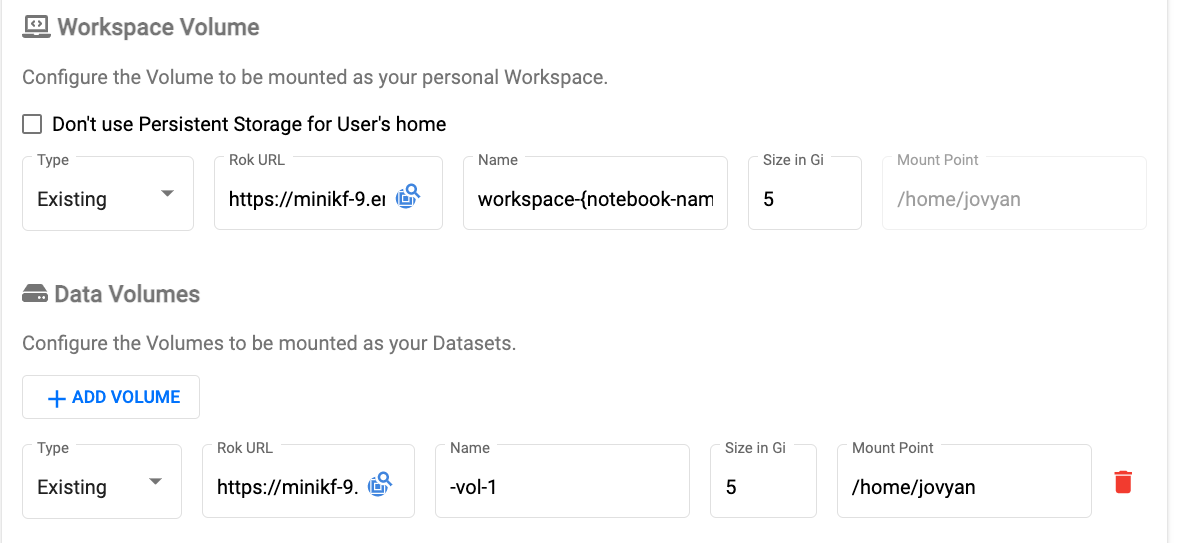 Workspace Volume
Configure the Volume to be mounted as your personal Workspace.
Don't use Persistent Storage for User's home
Type Rok URL Name Size in Gi Mount Point
Existing https://minikf-9.er workspace-{notebook-nam 5 /home/jovyan
Data Volumes
Configure the Volumes to be mounted as your Datasets.
ADD VOLUME
Type Rok URL Name Size in Gi Mount Point
Existing https://minikf-9. -vol-1 5 /home/jovyan